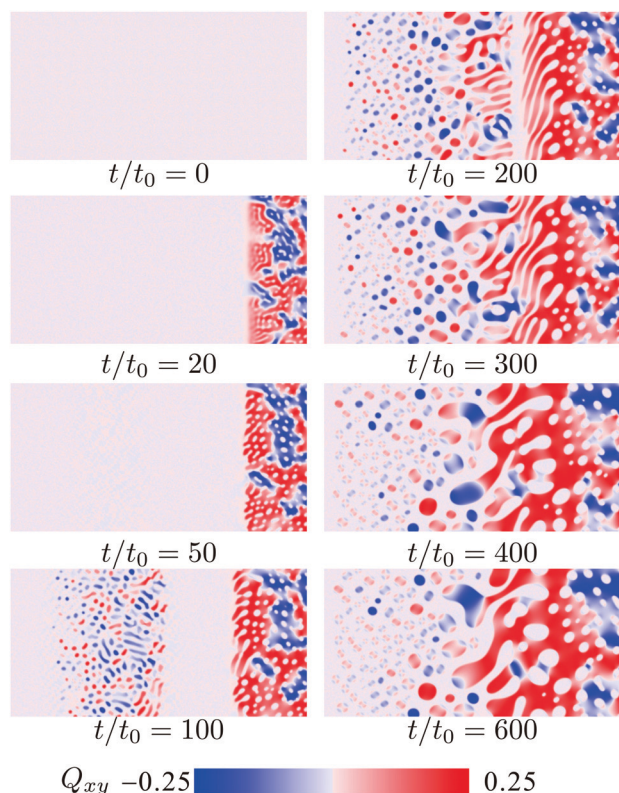 t/t₀ = 0
t/t₀ = 200
t/t₀ = 20
t/t₀ = 300
t/t₀ = 50
t/t₀ = 400
t/t₀ = 100
t/t₀ = 600
Qxy −0.25 0.25